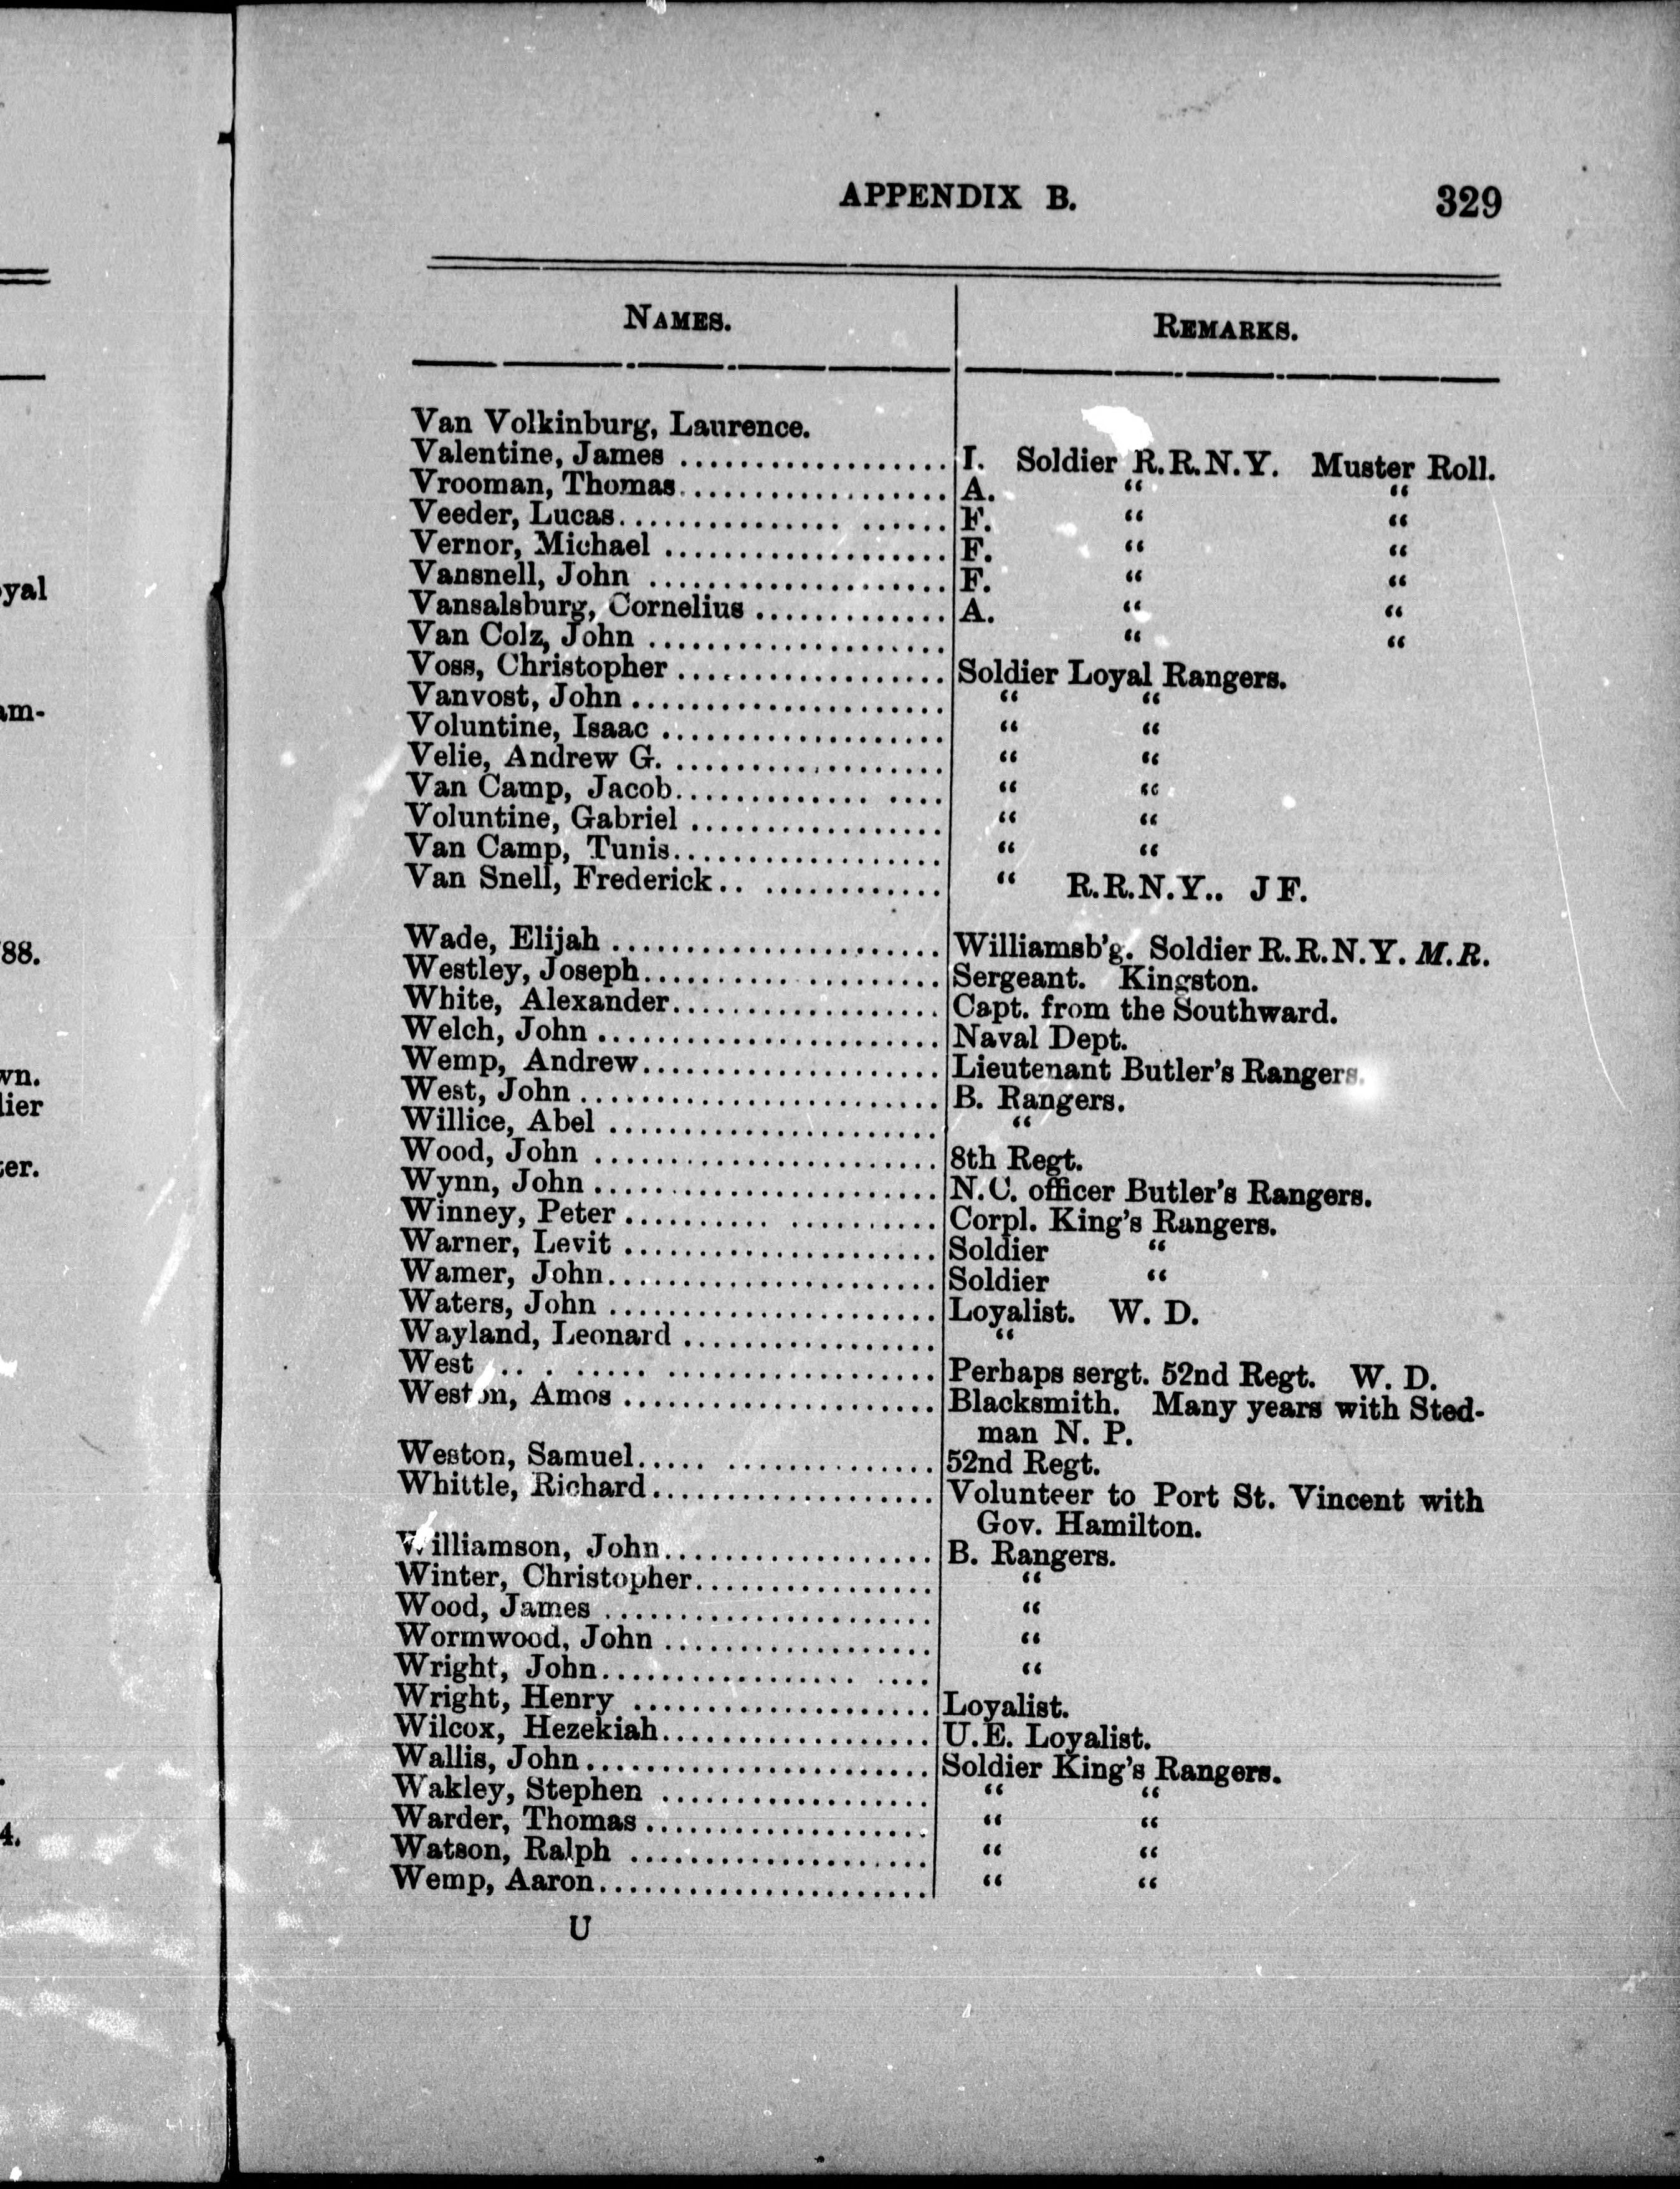 yal
am-
88.
wn.
lier
ter.
4.
APPENDIX B. 329
NAMES. REMARKS.
Van Volkinburg, Laurence.
Valentine, James .................. I. Soldier R.R.N.Y. Muster Roll.
Vrooman, Thomas.................. A. “ “
Veeder, Lucas..................... F. “ “
Vernor, Michael ................... F. “ “
Vansnell, John .................... F. “ “
Vansalsburg, Cornelius ............. A. “ “
Van Colz, John .................... “ “
Voss, Christopher .................. Soldier Loyal Rangers.
Vanvost, John ..................... “ “
Voluntine, Isaac ................... “ “
Velie, Andrew G. .................. “ “
Van Camp, Jacob.................. “ “
Voluntine, Gabriel ................. “ “
Van Camp, Tunis.................. “ “
Van Snell, Frederick.. ............ “ R.R.N.Y.. J F.
Wade, Elijah ...................... Williamsb'g. Soldier R.R.N.Y. M.R.
Westley, Joseph.................... Sergeant. Kingston.
White, Alexander.................. Capt. from the Southward.
Welch, John ....................... Naval Dept.
Wemp, Andrew.................... Lieutenant Butler's Rangers.
West, John ........................ B. Rangers.
Willice, Abel ...................... “
Wood, John ....................... 8th Regt.
Wynn, John ....................... N.C. officer Butler's Rangers.
Winney, Peter ..................... Corpl. King's Rangers.
Warner, Levit ..................... Soldier “
Wamer, John...................... Soldier “
Waters, John ...................... Loyalist. W. D.
Wayland, Leonard ................. “
West .............................. Perhaps sergt. 52nd Regt. W. D.
Weston, Amos ..................... Blacksmith. Many years with Sted-
man N. P.
Weston, Samuel.................... 52nd Regt.
Whittle, Richard................... Volunteer to Port St. Vincent with
Gov. Hamilton.
Williamson, John.................. B. Rangers.
Winter, Christopher................ “
Wood, James ...................... “
Wormwood, John .................. “
Wright, John...................... “
Wright, Henry .................... Loyalist.
Wilcox, Hezekiah.................. U.E. Loyalist.
Wallis, John....................... Soldier King's Rangers.
Wakley, Stephen .................. “ “
Warder, Thomas ................... “ “
Watson, Ralph .................... “ “
Wemp, Aaron...................... “ “
U